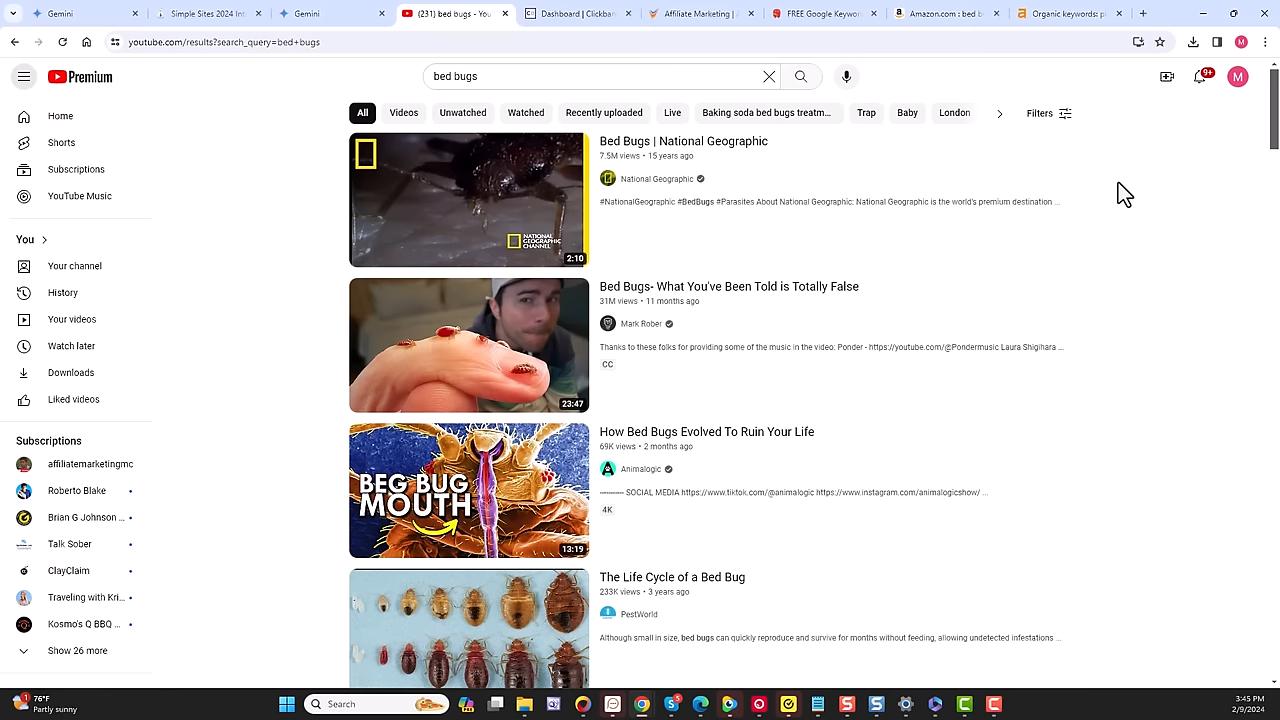 Gemini
Simple Sites 2024 Int
Gemini
(231) bed bugs - You
Dashboard | Clickban
Affiliate Marketing |
FREE Google Keyword
Amazon.com : bed b
Organic keywords: p
youtube.com/results?search_query=bed+bugs
Premium
bed bugs
9+
M
All
Videos
Unwatched
Watched
Recently uploaded
Live
Baking soda bed bugs treatm...
Trap
Baby
London
Filters
Home
Shorts
Subscriptions
YouTube Music
You
Your channel
History
Your videos
Watch later
Downloads
Liked videos
Subscriptions
affiliatemarketingmc
Roberto Blake
Brian G Johnson ...
Talk Sober
ClayClaim
Traveling with Kri...
Kosmo's Q BBQ ...
Show 26 more
NATIONAL
GEOGRAPHIC
CHANNEL
2:10
Bed Bugs | National Geographic
7.5M views • 15 years ago
National Geographic
#NationalGeographic #BedBugs #Parasites About National Geographic: National Geographic is the world's premium destination ...
23:47
Bed Bugs- What You've Been Told is Totally False
31M views • 11 months ago
Mark Rober
Thanks to these folks for providing some of the music in the video: Ponder - https://youtube.com/@Pondermusic Laura Shigihara ...
CC
BEG BUG
MOUTH
13:19
How Bed Bugs Evolved To Ruin Your Life
69K views • 2 months ago
Animalogic
---------- SOCIAL MEDIA https://www.tiktok.com/@animalogic https://www.instagram.com/animalogicshow/ ...
4K
The Life Cycle of a Bed Bug
233K views • 3 years ago
PestWorld
Although small in size, bed bugs can quickly reproduce and survive for months without feeding, allowing undetected infestations ...
1
76°F
Partly sunny
Search
3:45 PM
2/9/2024